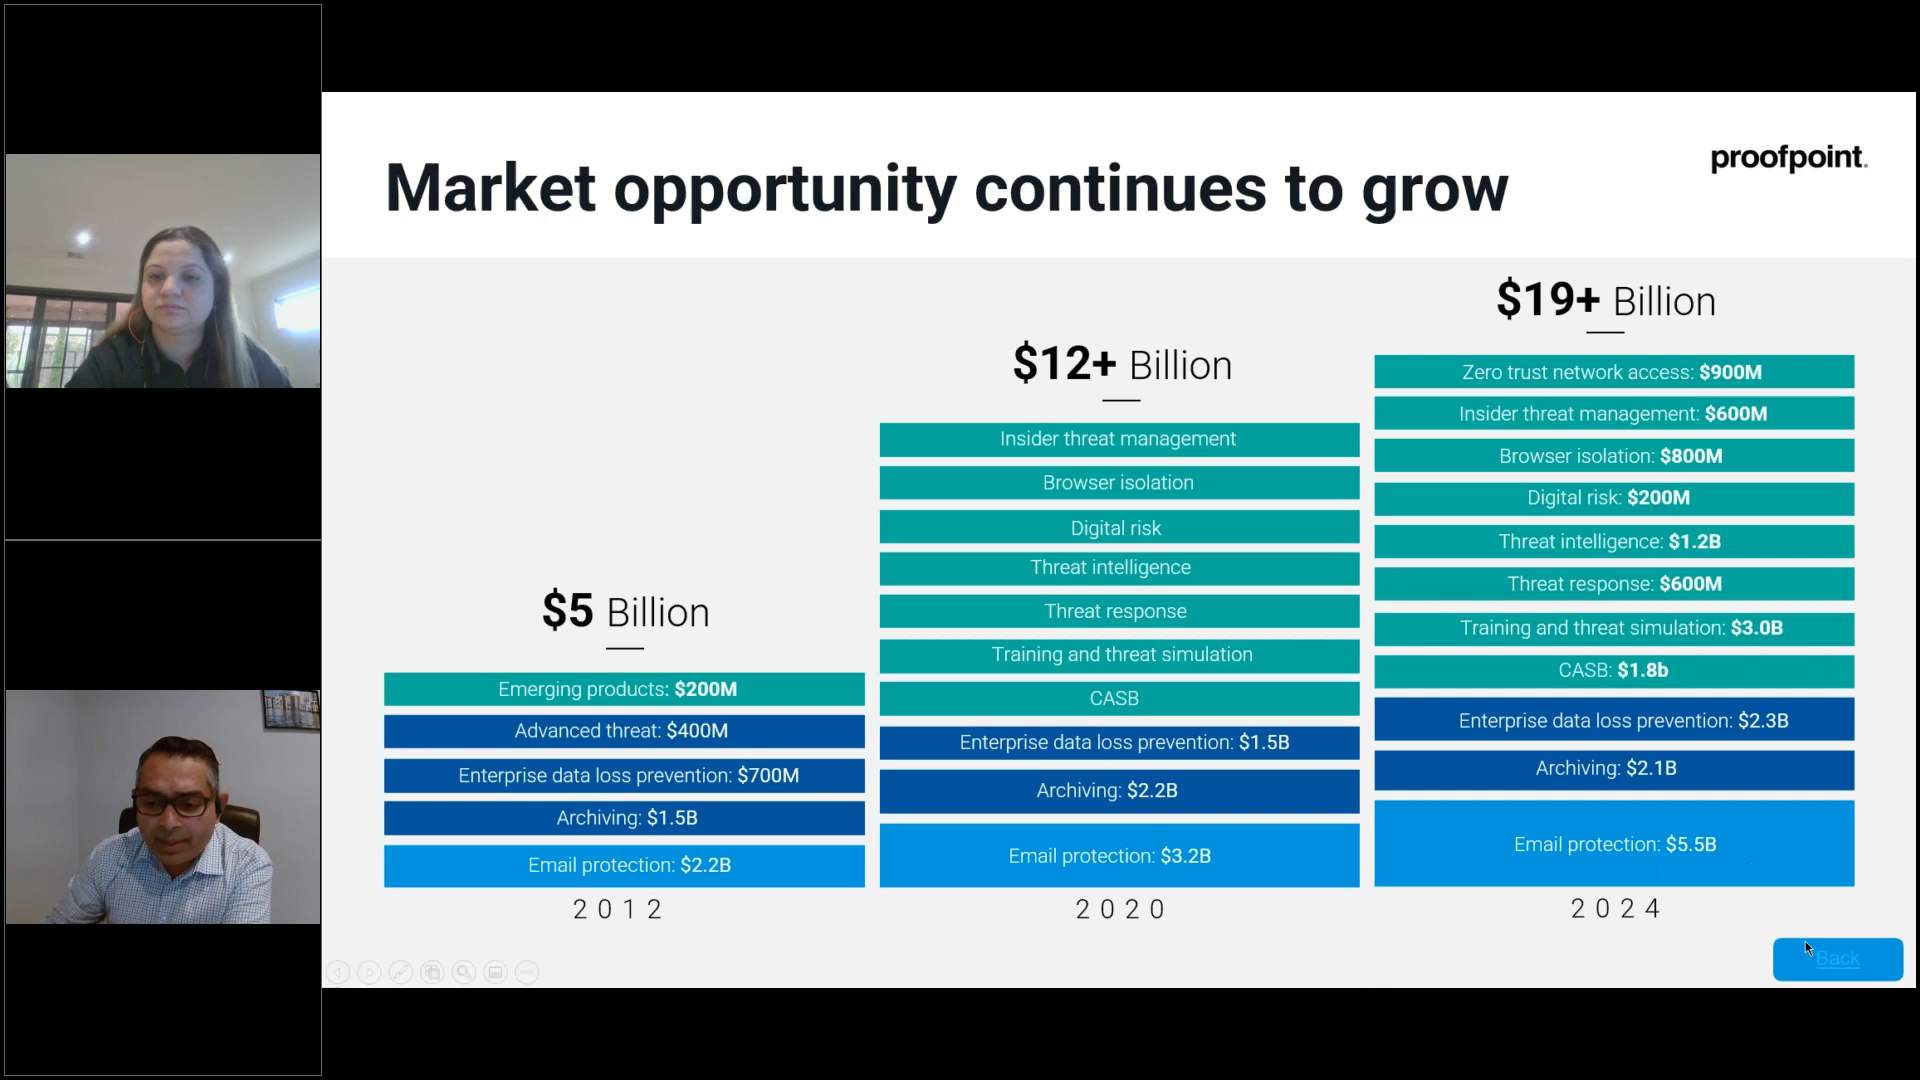 Market opportunity continues to grow
proofpoint.
$5 Billion
Emerging products: $200M
Advanced threat: $400M
Enterprise data loss prevention: $700M
Archiving: $1.5B
Email protection: $2.2B
2012
$12+ Billion
Insider threat management
Browser isolation
Digital risk
Threat intelligence
Threat response
Training and threat simulation
CASB
Enterprise data loss prevention: $1.5B
Archiving: $2.2B
Email protection: $3.2B
2020
$19+ Billion
Zero trust network access: $900M
Insider threat management: $600M
Browser isolation: $800M
Digital risk: $200M
Threat intelligence: $1.2B
Threat response: $600M
Training and threat simulation: $3.0B
CASB: $1.8b
Enterprise data loss prevention: $2.3B
Archiving: $2.1B
Email protection: $5.5B
2024
Back